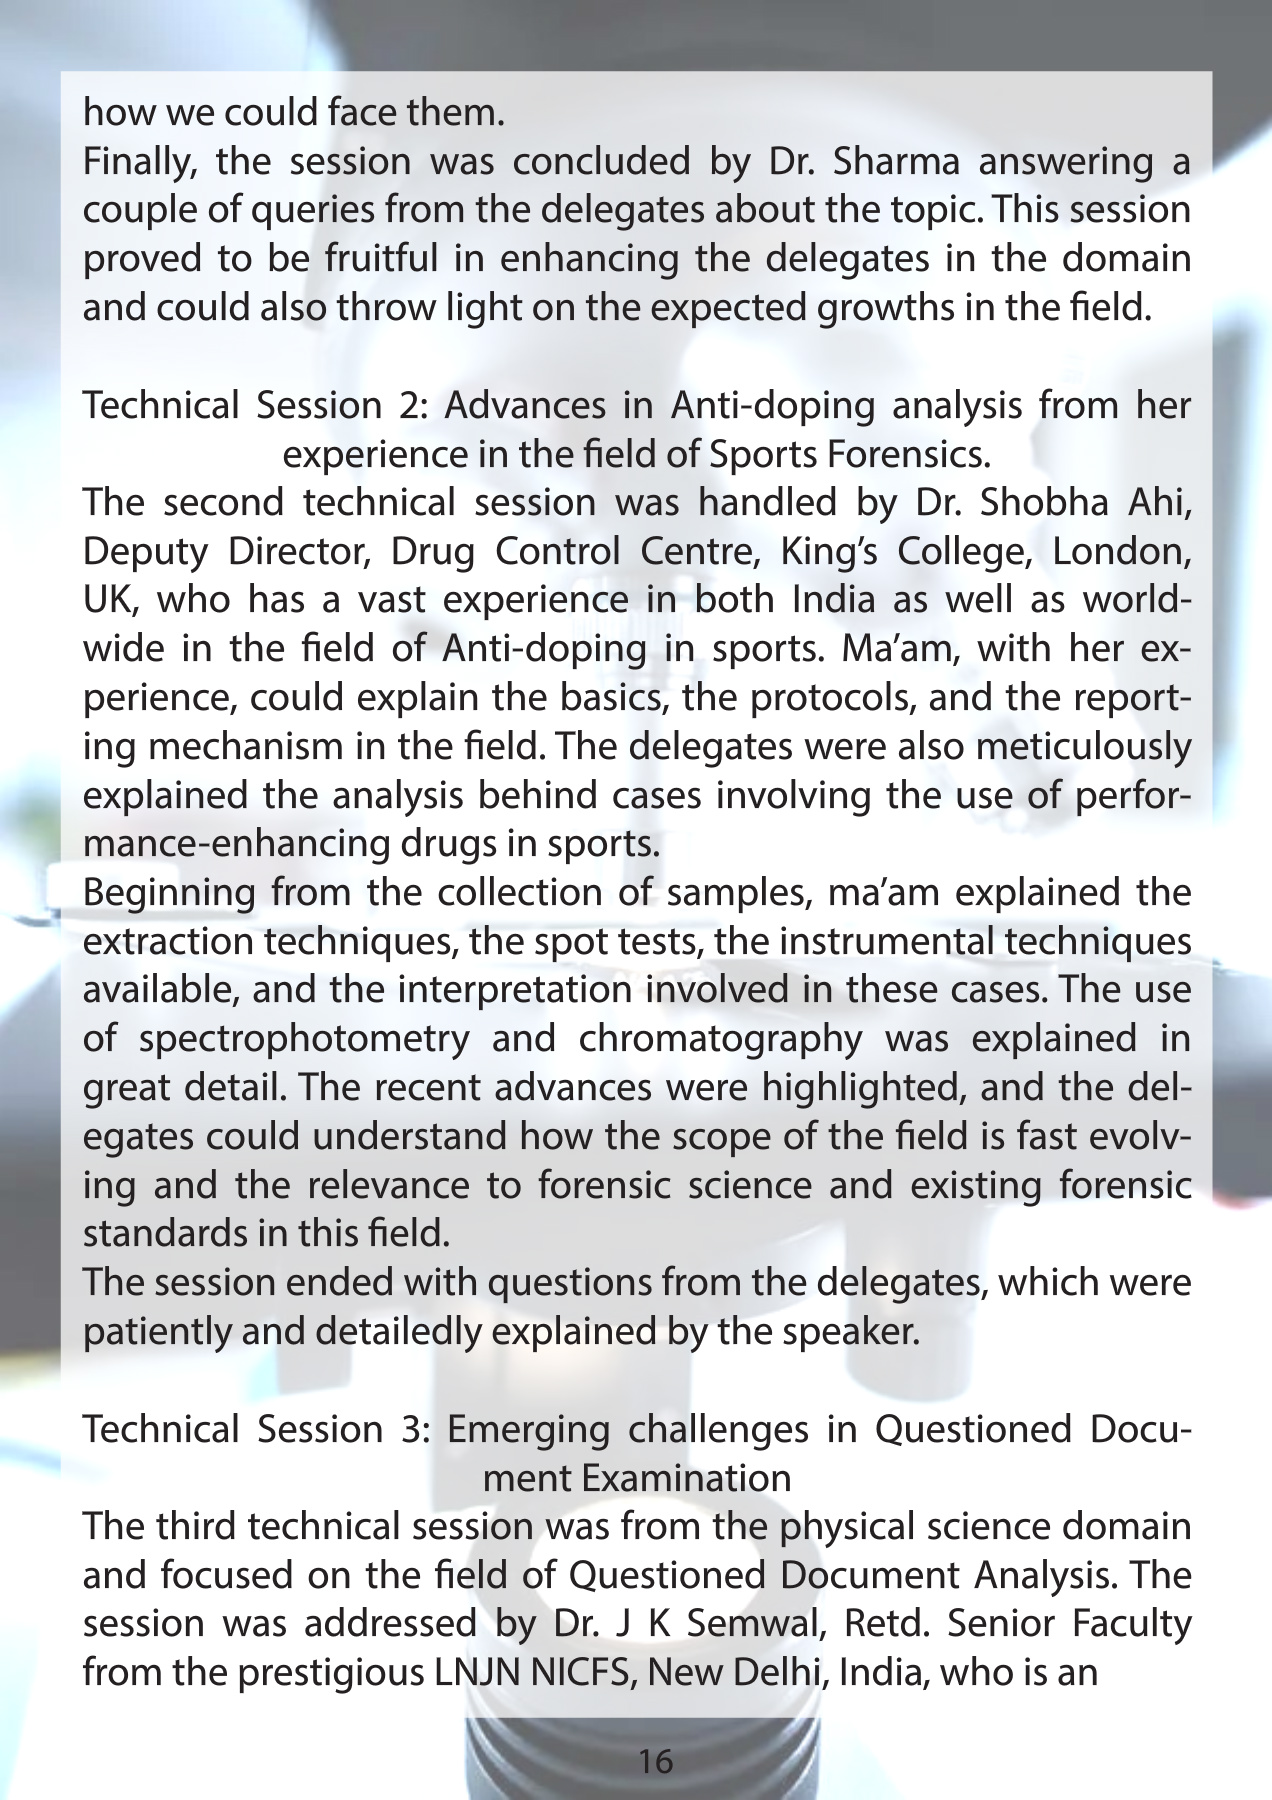 how we could face them.
Finally, the session was concluded by Dr. Sharma answering a
couple of queries from the delegates about the topic. This session
proved to be fruitful in enhancing the delegates in the domain
and could also throw light on the expected growths in the field.
Technical Session 2: Advances in Anti-doping analysis from her
experience in the field of Sports Forensics.
The second technical session was handled by Dr. Shobha Ahi,
Deputy Director, Drug Control Centre, King’s College, London,
UK, who has a vast experience in both India as well as world-
wide in the field of Anti-doping in sports. Ma’am, with her ex-
perience, could explain the basics, the protocols, and the report-
ing mechanism in the field. The delegates were also meticulously
explained the analysis behind cases involving the use of perfor-
mance-enhancing drugs in sports.
Beginning from the collection of samples, ma’am explained the
extraction techniques, the spot tests, the instrumental techniques
available, and the interpretation involved in these cases. The use
of spectrophotometry and chromatography was explained in
great detail. The recent advances were highlighted, and the del-
egates could understand how the scope of the field is fast evolv-
ing and the relevance to forensic science and existing forensic
standards in this field.
The session ended with questions from the delegates, which were
patiently and detailedly explained by the speaker.
Technical Session 3: Emerging challenges in Questioned Docu-
ment Examination
The third technical session was from the physical science domain
and focused on the field of Questioned Document Analysis. The
session was addressed by Dr. J K Semwal, Retd. Senior Faculty
from the prestigious LNJN NICFS, New Delhi, India, who is an
16